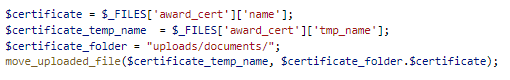 $certificate = $_FILES['award_cert']['name'];
$certificate_temp_name  = $_FILES['award_cert']['tmp_name'];
$certificate_folder = "uploads/documents/";
move_uploaded_file($certificate_temp_name, $certificate_folder.$certificate);